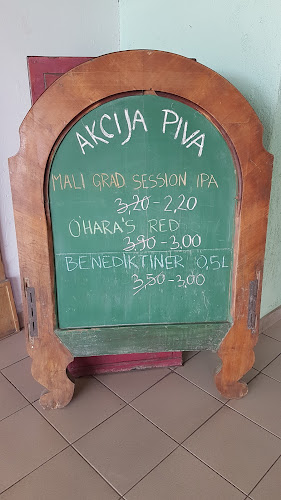 AKCIJA PIVA
MALI GRAD SESSION IPA
3,20 - 2,20
O'HARA'S RED
3,90 - 3,00
BENEDIKTINER 0,5L
3,50 - 3,00